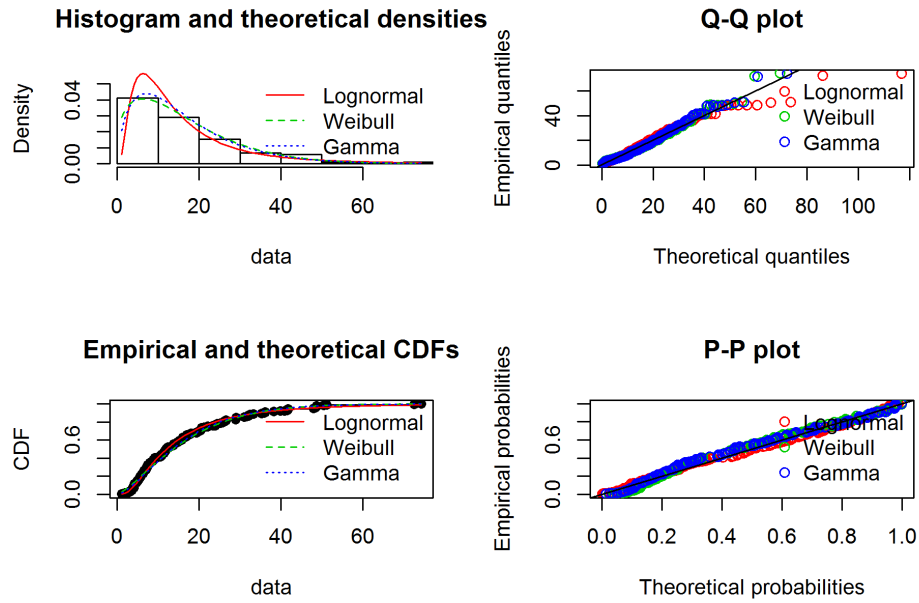 Histogram and theoretical densities
Density
0.00
0.04
Lognormal
Weibull
Gamma
0 20 40 60
data
Q-Q plot
Empirical quantiles
0
40
Lognormal
Weibull
Gamma
0 20 40 60 80 100
Theoretical quantiles
Empirical and theoretical CDFs
CDF
0.0
0.6
Lognormal
Weibull
Gamma
0 20 40 60
data
P-P plot
Empirical probabilities
0.0
0.6
Lognormal
Weibull
Gamma
0.0 0.2 0.4 0.6 0.8 1.0
Theoretical probabilities